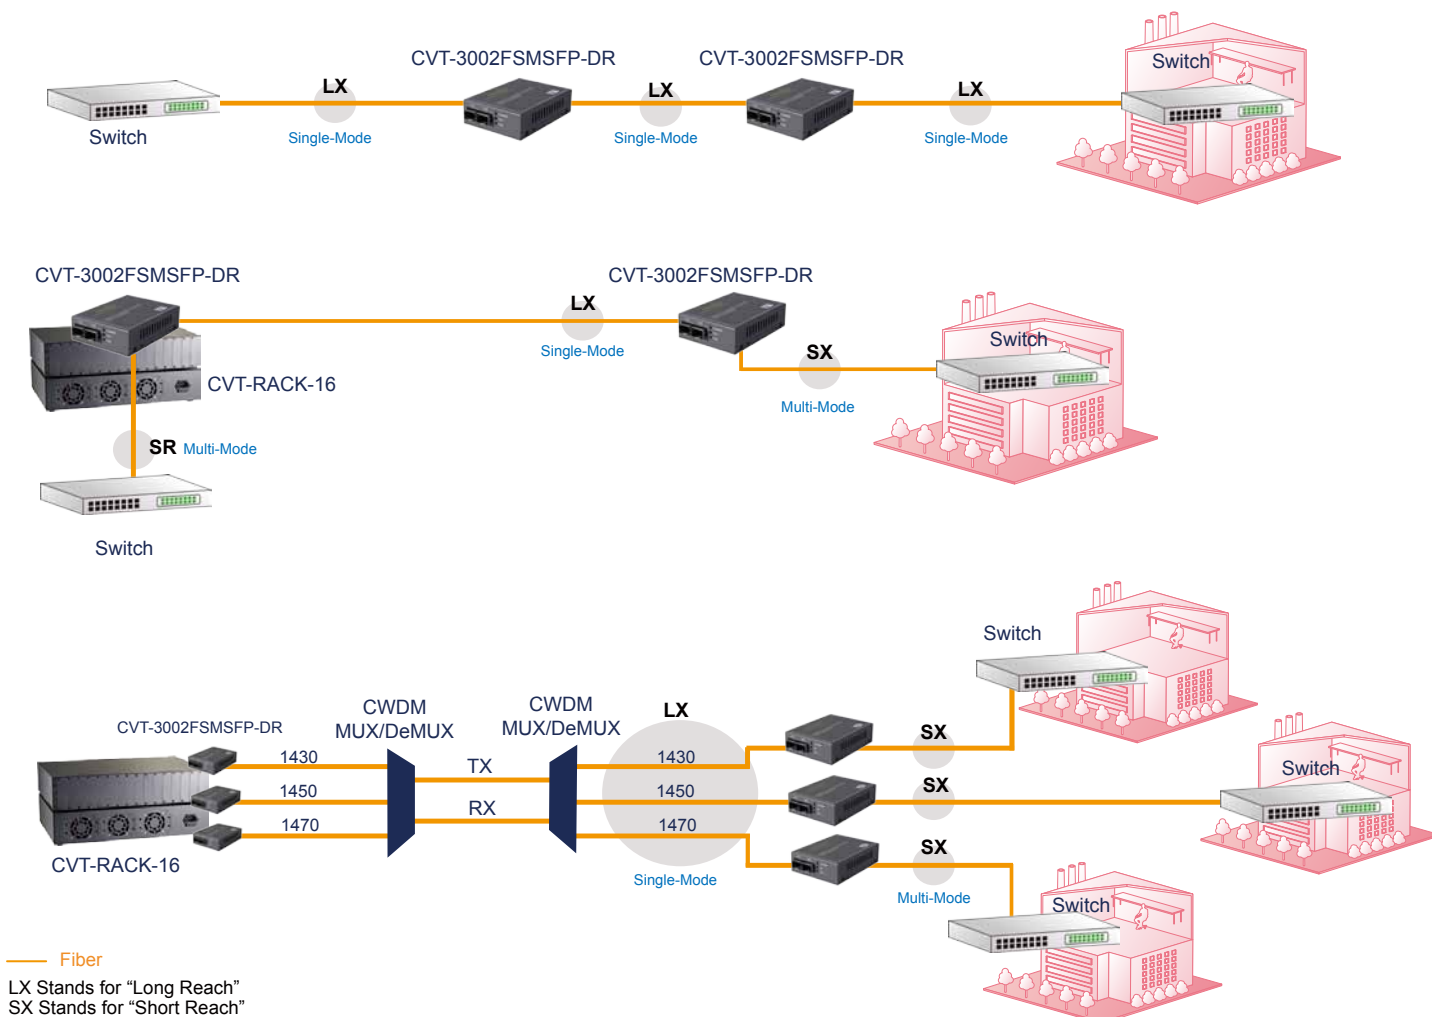 CVT-3002FSMSFP-DR
CVT-3002FSMSFP-DR
Switch
LX
LX
LX
Switch
Single-Mode
Single-Mode
Single-Mode
CVT-3002FSMSFP-DR
CVT-3002FSMSFP-DR
LX
Switch
Single-Mode
SX
CVT-RACK-16
Multi-Mode
SR Multi-Mode
Switch
Switch
CWDM
MUX/DeMUX
CWDM
MUX/DeMUX
LX
CVT-3002FSMSFP-DR
SX
1430
TX
1430
Switch
1450
1450
SX
RX
1470
1470
SX
CVT-RACK-16
Single-Mode
Multi-Mode
Switch
Fiber
LX Stands for “Long Reach”
SX Stands for “Short Reach”